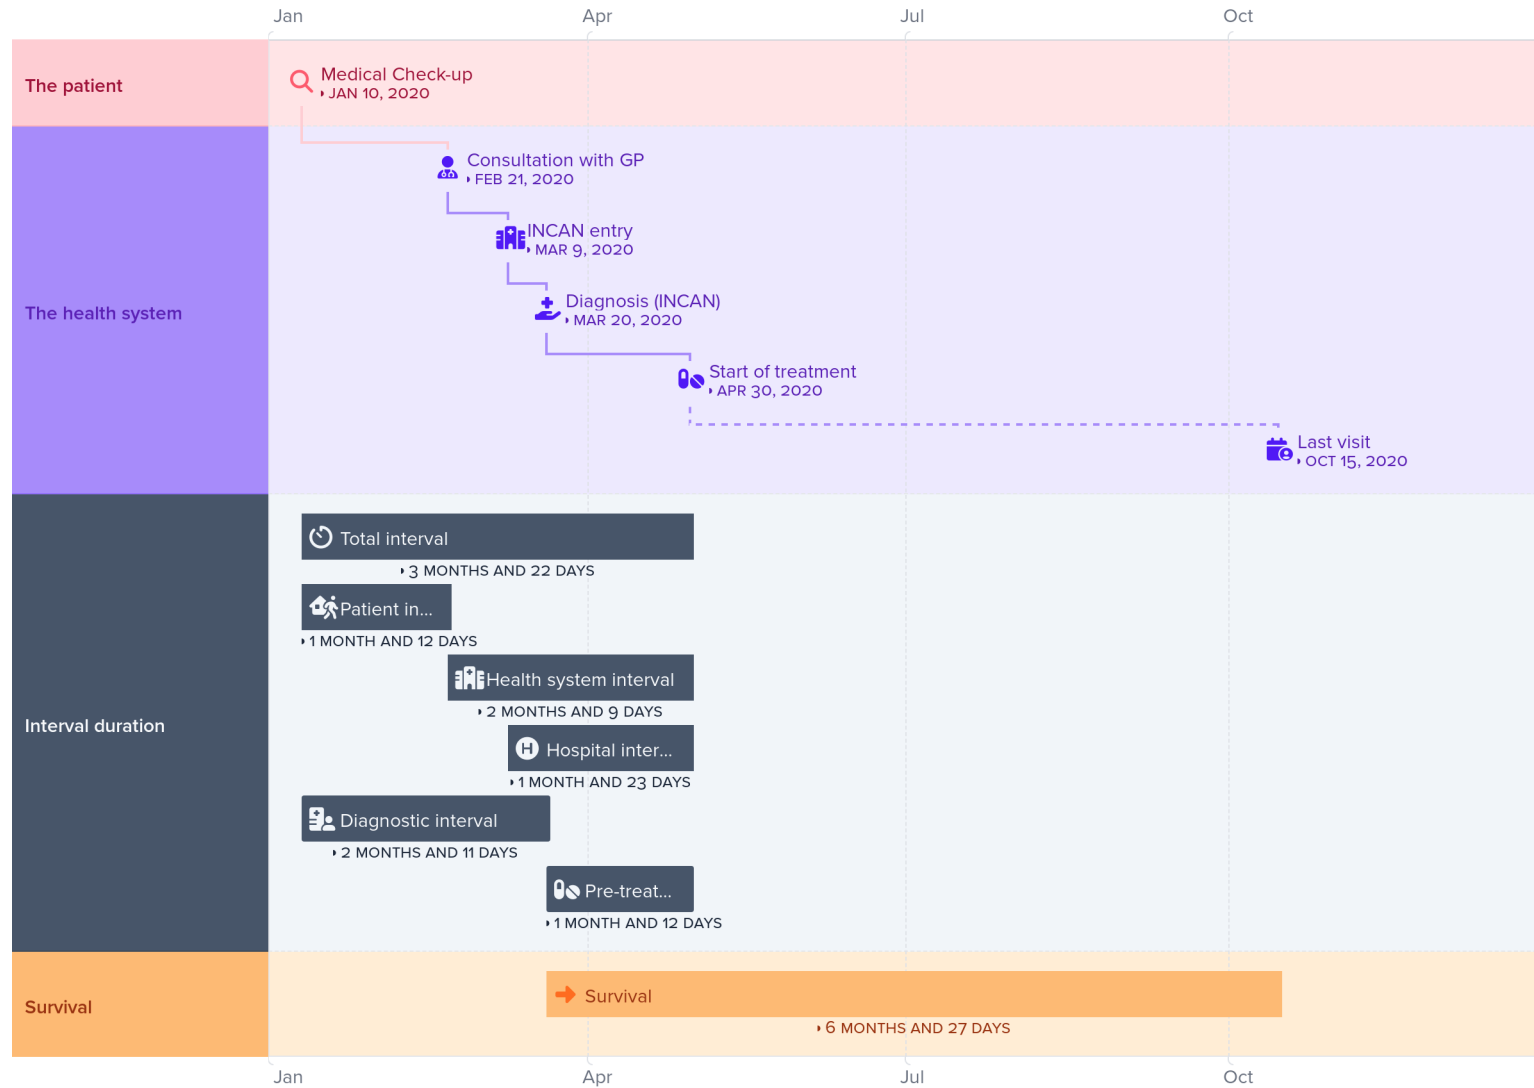 Jan Apr Jul Oct
The patient
Medical Check-up
JAN 10, 2020
The health system
Consultation with GP
FEB 21, 2020
INCAN entry
MAR 9, 2020
Diagnosis (INCAN)
MAR 20, 2020
Start of treatment
APR 30, 2020
Last visit
OCT 15, 2020
Interval duration
Total interval
3 MONTHS AND 22 DAYS
Patient in...
1 MONTH AND 12 DAYS
Health system interval
2 MONTHS AND 9 DAYS
H Hospital inter...
1 MONTH AND 23 DAYS
Diagnostic interval
2 MONTHS AND 11 DAYS
Pre-treat...
1 MONTH AND 12 DAYS
Survival
Survival
6 MONTHS AND 27 DAYS
Jan Apr Jul Oct